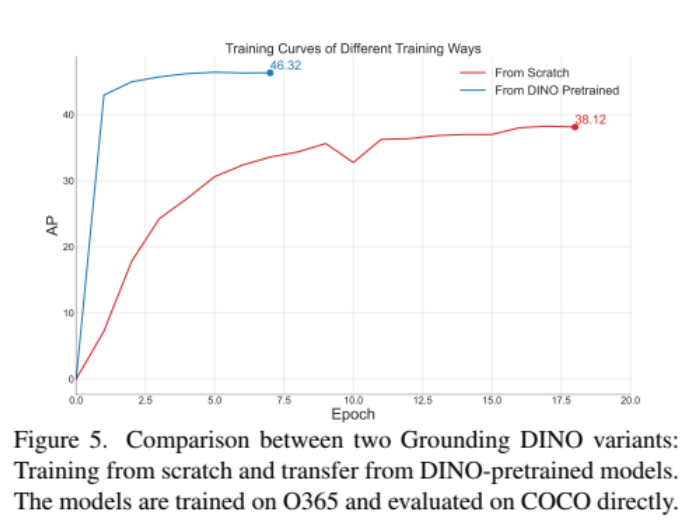 Training Curves of Different Training Ways
46.32
From Scratch
From DINO Pretrained
38.12
40
30
20
10
0
AP
0.0 2.5 5.0 7.5 10.0 12.5 15.0 17.5 20.0
Epoch
Figure 5. Comparison between two Grounding DINO variants:
Training from scratch and transfer from DINO-pretrained models.
The models are trained on O365 and evaluated on COCO directly.